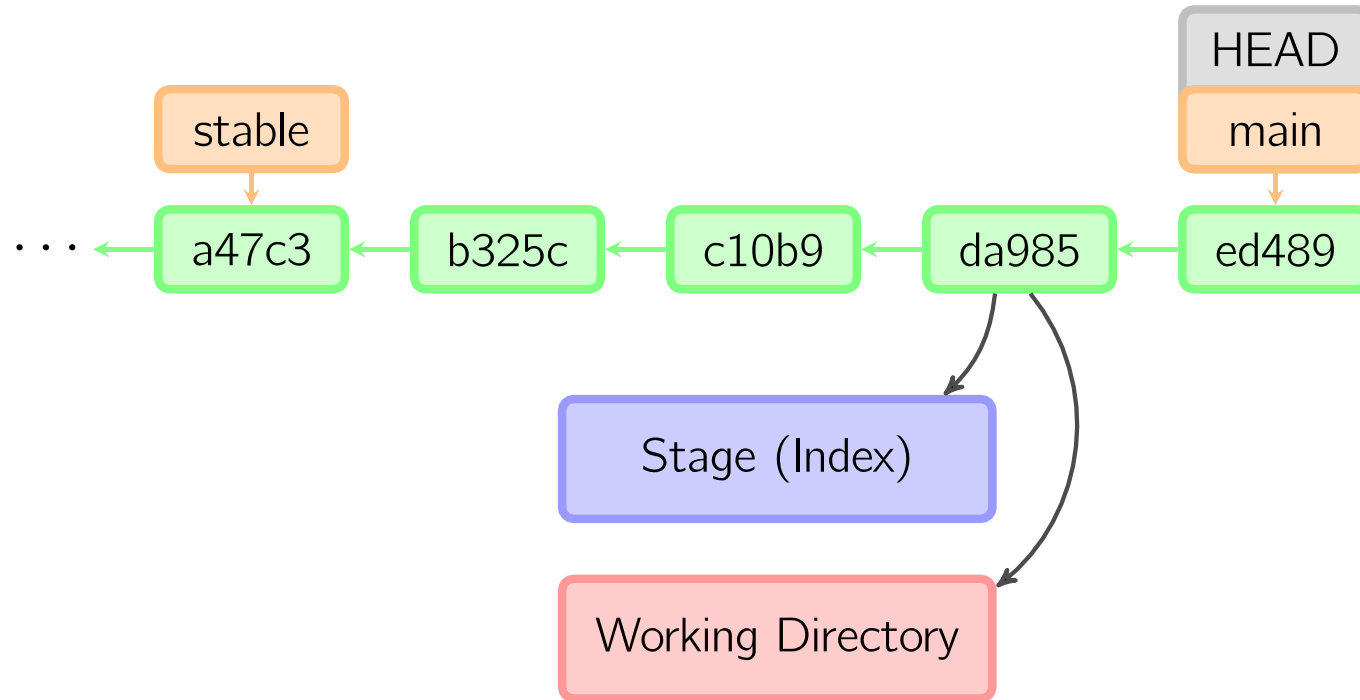 HEAD
stable
main
... a47c3 b325c c10b9 da985 ed489
Stage (Index)
Working Directory